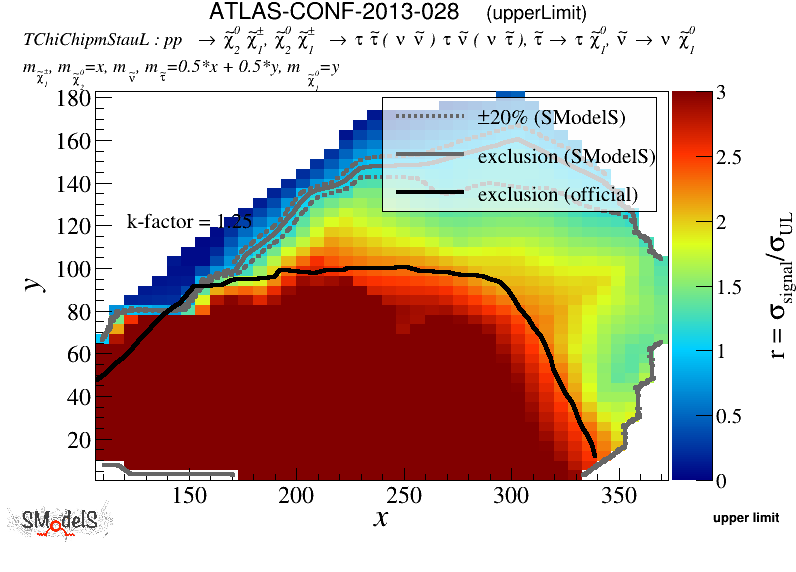 ATLAS-CONF-2013-028 (upperLimit)
TChiChipmStauL : pp → χ̃₂⁰ χ̃₁±, χ̃₂⁰ χ̃₁± → τ τ̃ ( ν ν̃ ) τ ν̃ ( ν τ̃ ), τ̃ → τ χ̃₁⁰, ν̃ → ν χ̃₁⁰
m_χ̃₁±, m_χ̃₂⁰=x, m_ν̃, m_τ̃=0.5*x + 0.5*y, m_χ̃₁⁰=y
±20% (SModelS)
exclusion (SModelS)
exclusion (official)
k-factor = 1.25
180
160
140
120
100
80
60
40
20
y
150 200 250 300 350
x
3
2.5
2
1.5
1
0.5
0
r = σ_signal/σ_UL
SModelS
upper limit